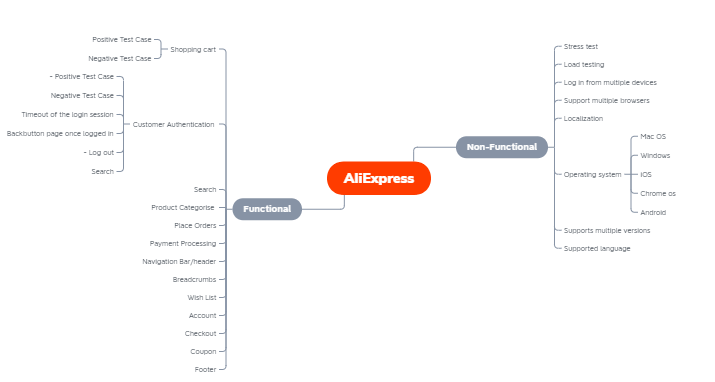 AliExpress
Functional
Shopping cart
Positive Test Case
Negative Test Case
Customer Authentication
- Positive Test Case
Negative Test Case
Timeout of the login session
Backbutton page once logged in
- Log out
Search
Search
Product Categorise
Place Orders
Payment Processing
Navigation Bar/header
Breadcrumbs
Wish List
Account
Checkout
Coupon
Footer
Non-Functional
Stress test
Load testing
Log in from multiple devices
Support multiple browsers
Localization
Operating system
Mac OS
Windows
iOS
Chrome os
Android
Supports multiple versions
Supported language